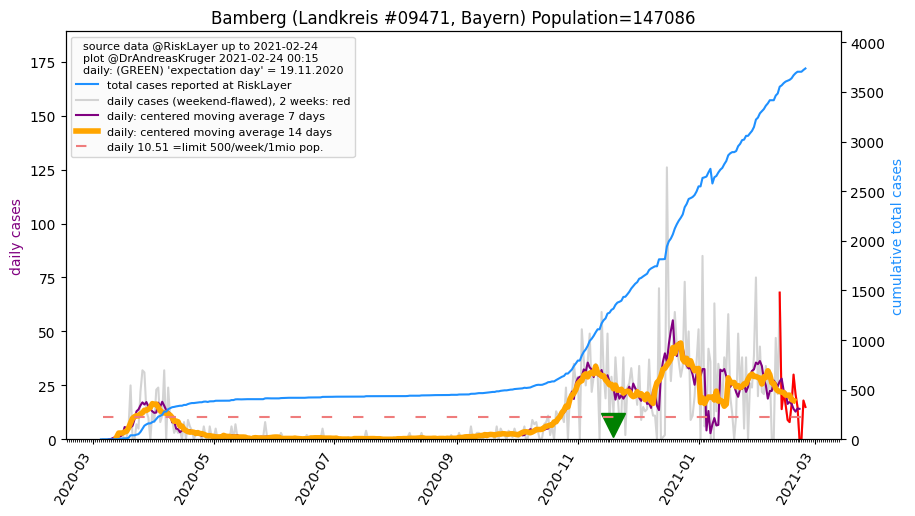 Bamberg (Landkreis #09471, Bayern) Population=147086
source data @RiskLayer up to 2021-02-24
plot @DrAndreasKruger 2021-02-24 00:15
daily: (GREEN) 'expectation day' = 19.11.2020
total cases reported at RiskLayer
daily cases (weekend-flawed), 2 weeks: red
daily: centered moving average 7 days
daily: centered moving average 14 days
daily 10.51 =limit 500/week/1mio pop.
daily cases
175
150
125
100
75
50
25
0
cumulative total cases
4000
3500
3000
2500
2000
1500
1000
500
0
2020-03
2020-05
2020-07
2020-09
2020-11
2021-01
2021-03